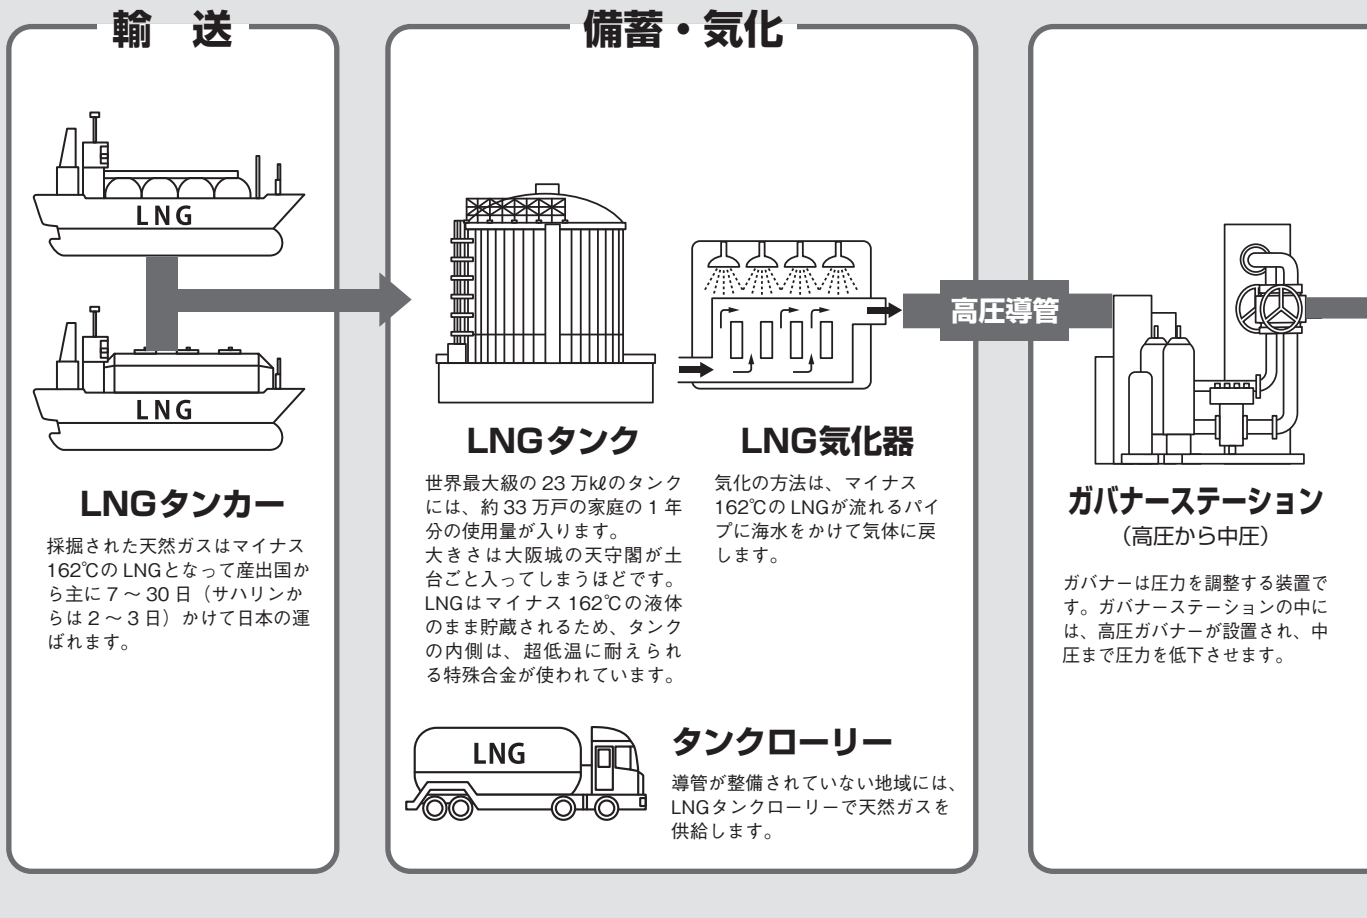 輸 送
LNG
LNG
LNGタンカー
採掘された天然ガスはマイナス
162℃のLNGとなって産出国か
ら主に7～30日（サハリンか
らは2～3日）かけて日本の運
ばれます。
備蓄・気化
LNGタンク
世界最大級の23万㎘のタンク
には、約33万戸の家庭の1年
分の使用量が入ります。
大きさは大阪城の天守閣が土
台ごと入ってしまうほどです。
LNGはマイナス162℃の液体
のまま貯蔵されるため、タンク
の内側は、超低温に耐えられ
る特殊合金が使われています。
LNG気化器
気化の方法は、マイナス
162℃のLNGが流れるパイ
プに海水をかけて気体に戻
します。
LNG
タンクローリー
導管が整備されていない地域には、
LNGタンクローリーで天然ガスを
供給します。
高圧導管
ガバナーステーション
（高圧から中圧）
ガバナーは圧力を調整する装置で
す。ガバナーステーションの中に
は、高圧ガバナーが設置され、中
圧まで圧力を低下させます。